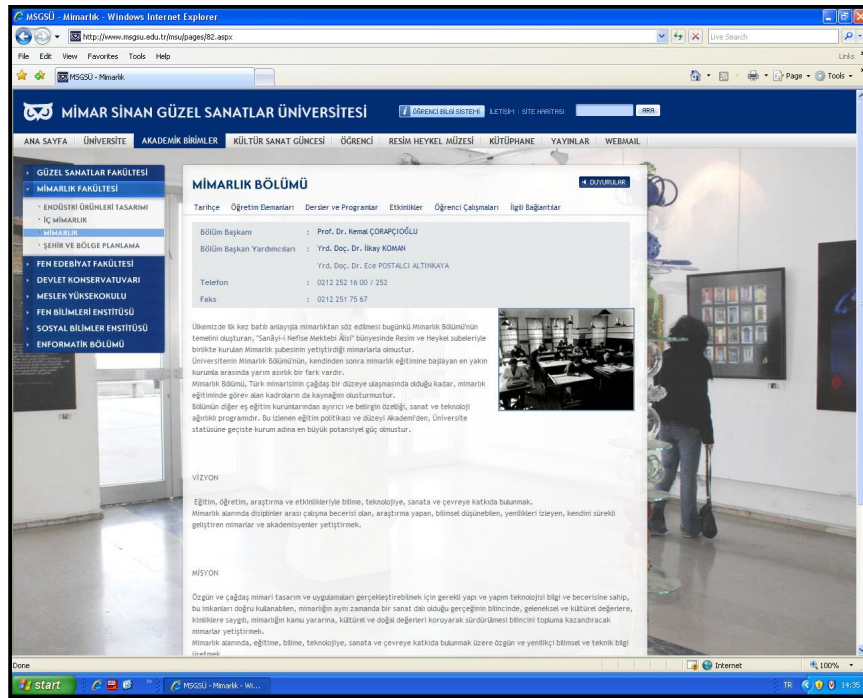 MSGSÜ - Mimarlık - Windows Internet Explorer
http://www.msgsu.edu.tr/msu/pages/82.aspx
Live Search
File Edit View Favorites Tools Help
Links
MSGSÜ - Mimarlık
Page Tools
MİMAR SİNAN GÜZEL SANATLAR ÜNİVERSİTESİ
i ÖĞRENCİ BİLGİ SİSTEMİ İLETİŞİM SİTE HARİTASI ARA
ANA SAYFA ÜNİVERSİTE AKADEMİK BİRİMLER KÜLTÜR SANAT GÜNCESİ ÖĞRENCİ RESİM HEYKEL MÜZESİ KÜTÜPHANE YAYINLAR WEBMAIL
GÜZEL SANATLAR FAKÜLTESİ
MİMARLIK FAKÜLTESİ
ENDÜSTRİ ÜRÜNLERİ TASARIMI
İÇ MİMARLIK
MİMARLIK
ŞEHİR VE BÖLGE PLANLAMA
FEN EDEBİYAT FAKÜLTESİ
DEVLET KONSERVATUVARI
MESLEK YÜKSEKOKULU
FEN BİLİMLERİ ENSTİTÜSÜ
SOSYAL BİLİMLER ENSTİTÜSÜ
ENFORMATİK BÖLÜMÜ
MİMARLIK BÖLÜMÜ
DUYURULAR
Tarihçe Öğretim Elemanları Dersler ve Programlar Etkinlikler Öğrenci Çalışmaları İlgili Bağlantılar
Bölüm Başkanı : Prof. Dr. Kemal ÇORAPÇIOĞLU
Bölüm Başkan Yardımcıları : Yrd. Doç. Dr. İlkay KOMAN
Yrd. Doç. Dr. Ece POSTALCI ALTINKAYA
Telefon : 0212 252 16 00 / 252
Faks : 0212 251 75 67
Ülkemizde ilk kez batılı anlayışla mimarlıktan söz edilmesi bugünkü Mimarlık Bölümü'nün
temelini oluşturan, "Sanâyi-i Nefise Mektebi Âlisi" bünyesinde Resim ve Heykel şubeleriyle
birlikte kurulan Mimarlık şubesinin yetiştirdiği mimarlarla olmuştur.
Üniversitenin Mimarlık Bölümü'nün, kendinden sonra mimarlık eğitimine başlayan en yakın
kurumla arasında yarım asırlık bir fark vardır.
Mimarlık Bölümü, Türk mimarisinin çağdaş bir düzeye ulaşmasında olduğu kadar, mimarlık
eğitiminde görev alan kadroların da kaynağını oluşturmuştur.
Bölümün diğer eş eğitim kurumlarından ayırıcı ve belirgin özelliği, sanat ve teknoloji
ağırlıklı programdır. Bu izlenen eğitim politikası ve düzeyi Akademi'den, Üniversite
statüsüne geçişte kurum adına en büyük potansiyel güç olmuştur.
VİZYON
Eğitim, öğretim, araştırma ve etkinlikleriyle bilime, teknolojiye, sanata ve çevreye katkıda bulunmak.
Mimarlık alanında disiplinler arası çalışma becerisi olan, araştırma yapan, bilimsel düşünebilen, yenilikleri izleyen, kendini sürekli
geliştiren mimarlar ve akademisyenler yetiştirmek.
MİSYON
Özgün ve çağdaş mimari tasarım ve uygulamaları gerçekleştirebilmek için gerekli yapı ve yapım teknolojisi bilgi ve becerisine sahip,
bu imkanları doğru kullanabilen, mimarlığın aynı zamanda bir sanat dalı olduğu gerçeğinin bilincinde, geleneksel ve kültürel değerlere,
kimliklere saygılı, mimarlığın kamu yararına, kültürel ve doğal değerleri koruyarak sürdürülmesi bilincini topluma kazandıracak
mimarlar yetiştirmek.
Mimarlık alanında, eğitime, bilime, teknolojiye, sanata ve çevreye katkıda bulunmak üzere özgün ve yenilikçi bilimsel ve teknik bilgi
üretmek.
Done Internet 100%
start MSGSÜ - Mimarlık - Wi... TR 14:35